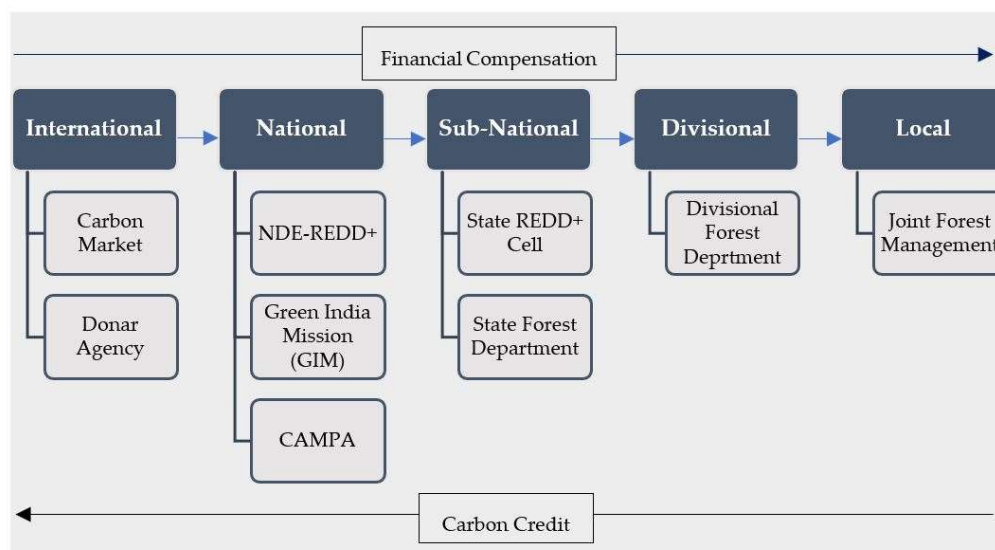 Financial Compensation
International
National
Sub-National
Divisional
Local
Carbon
Market
Donar
Agency
NDE-REDD+
Green India
Mission
(GIM)
CAMPA
State REDD+
Cell
State Forest
Department
Divisional
Forest
Deprtment
Joint Forest
Management
Carbon Credit